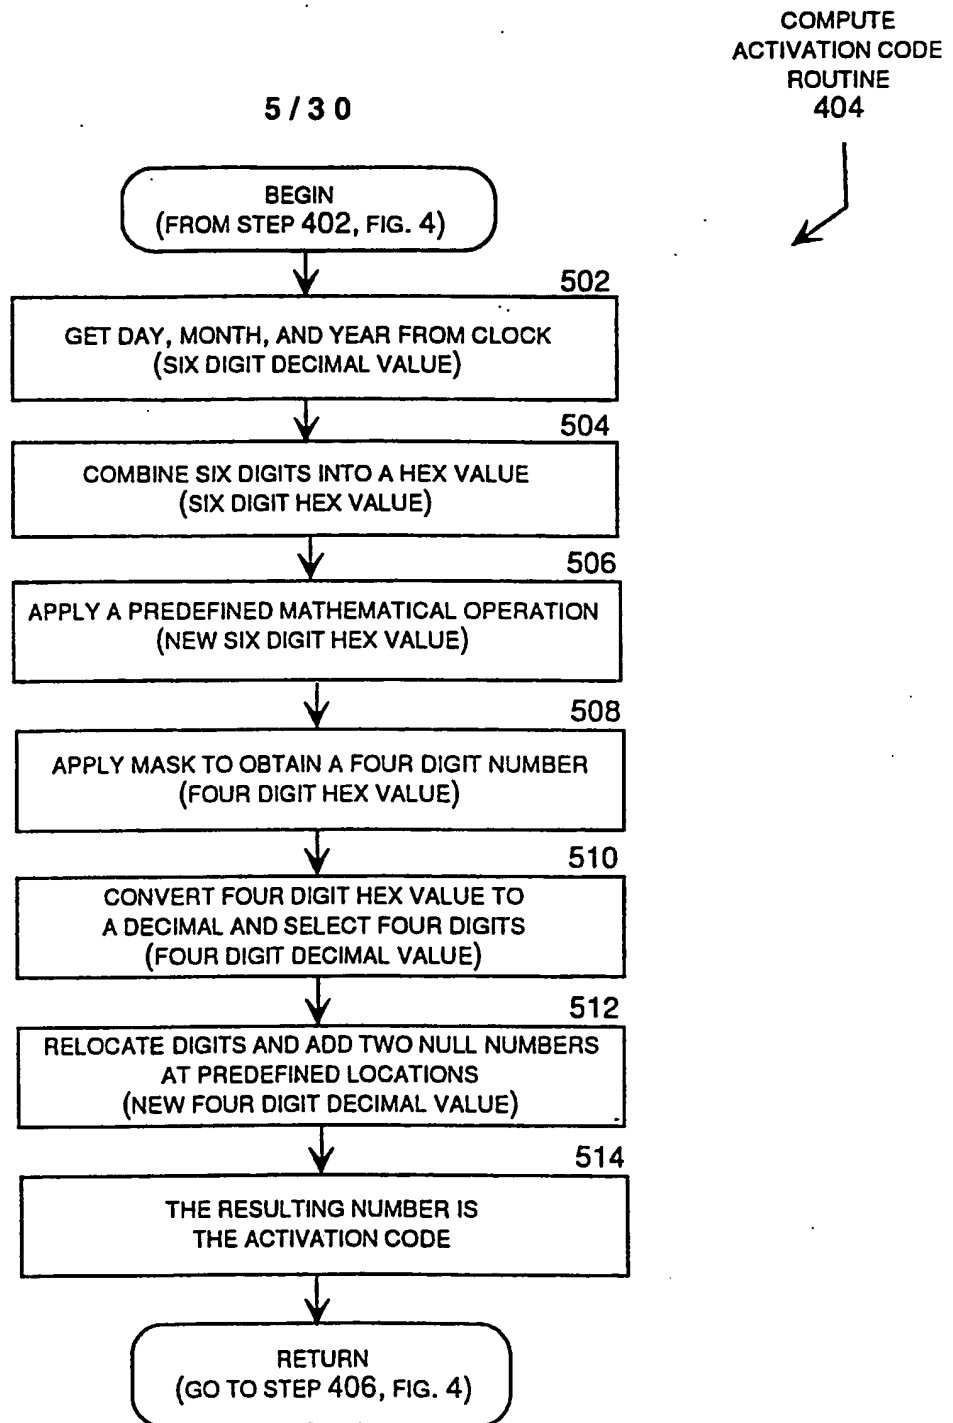 COMPUTE
ACTIVATION CODE
ROUTINE
404
5/30
BEGIN
(FROM STEP 402, FIG. 4)
502
GET DAY, MONTH, AND YEAR FROM CLOCK
(SIX DIGIT DECIMAL VALUE)
504
COMBINE SIX DIGITS INTO A HEX VALUE
(SIX DIGIT HEX VALUE)
506
APPLY A PREDEFINED MATHEMATICAL OPERATION
(NEW SIX DIGIT HEX VALUE)
508
APPLY MASK TO OBTAIN A FOUR DIGIT NUMBER
(FOUR DIGIT HEX VALUE)
510
CONVERT FOUR DIGIT HEX VALUE TO
A DECIMAL AND SELECT FOUR DIGITS
(FOUR DIGIT DECIMAL VALUE)
512
RELOCATE DIGITS AND ADD TWO NULL NUMBERS
AT PREDEFINED LOCATIONS
(NEW FOUR DIGIT DECIMAL VALUE)
514
THE RESULTING NUMBER IS
THE ACTIVATION CODE
RETURN
(GO TO STEP 406, FIG. 4)